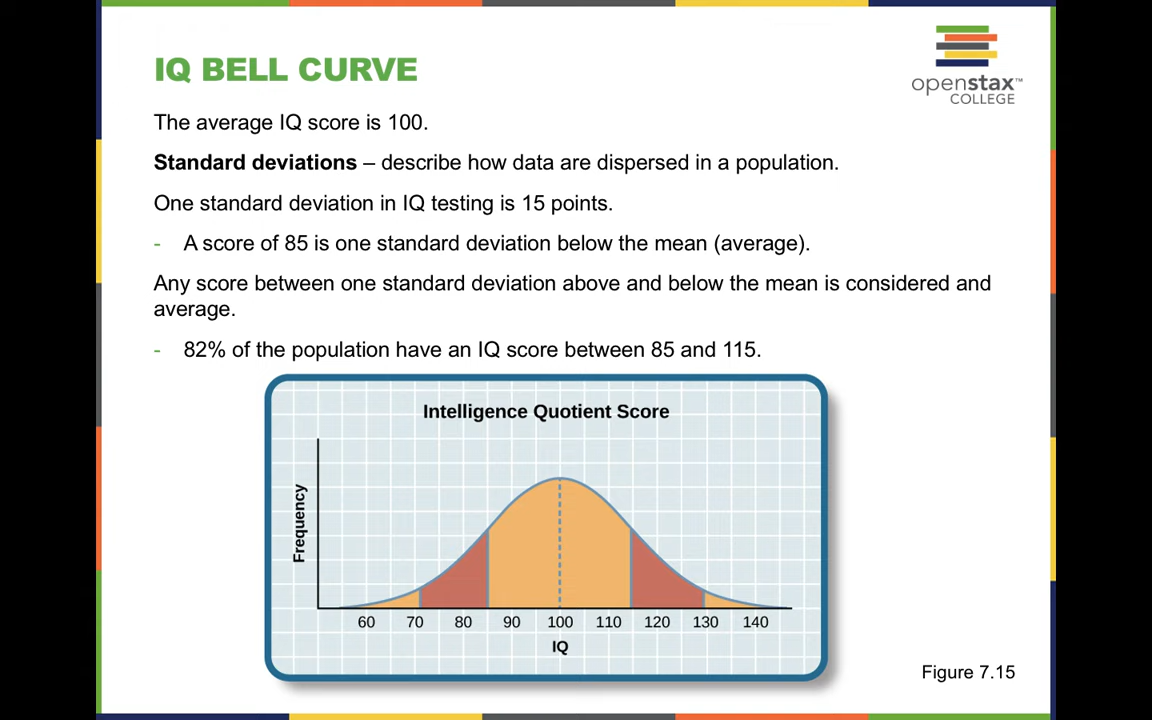 IQ BELL CURVE
openstax™
COLLEGE
The average IQ score is 100.
Standard deviations – describe how data are dispersed in a population.
One standard deviation in IQ testing is 15 points.
- A score of 85 is one standard deviation below the mean (average).
Any score between one standard deviation above and below the mean is considered and
average.
- 82% of the population have an IQ score between 85 and 115.
Intelligence Quotient Score
Frequency
60 70 80 90 100 110 120 130 140
IQ
Figure 7.15